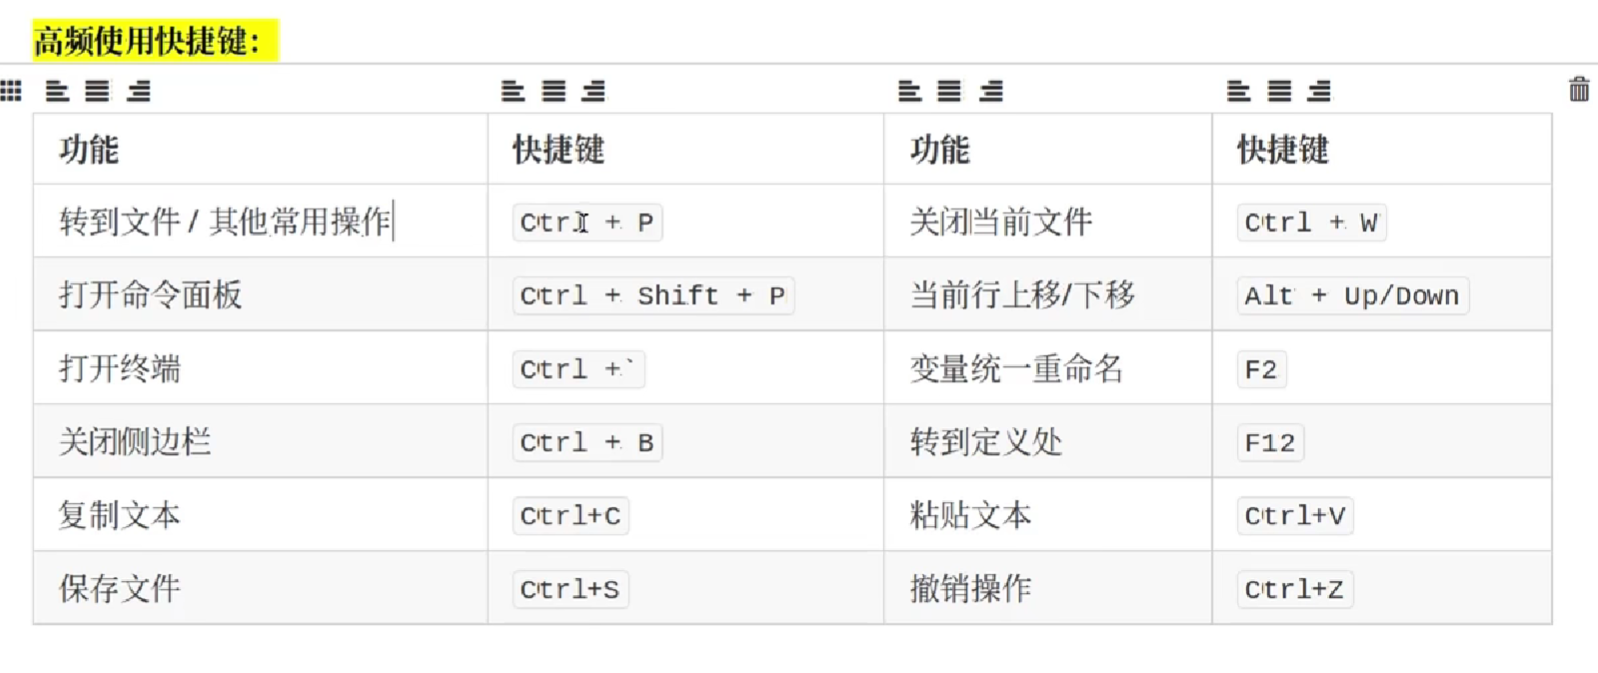 高频使用快捷键：
功能 快捷键 功能 快捷键
转到文件 / 其他常用操作 Ctrl + P 关闭当前文件 Ctrl + W
打开命令面板 Ctrl + Shift + P 当前行上移/下移 Alt + Up/Down
打开终端 Ctrl +` 变量统一重命名 F2
关闭侧边栏 Ctrl + B 转到定义处 F12
复制文本 Ctrl+C 粘贴文本 Ctrl+V
保存文件 Ctrl+S 撤销操作 Ctrl+Z